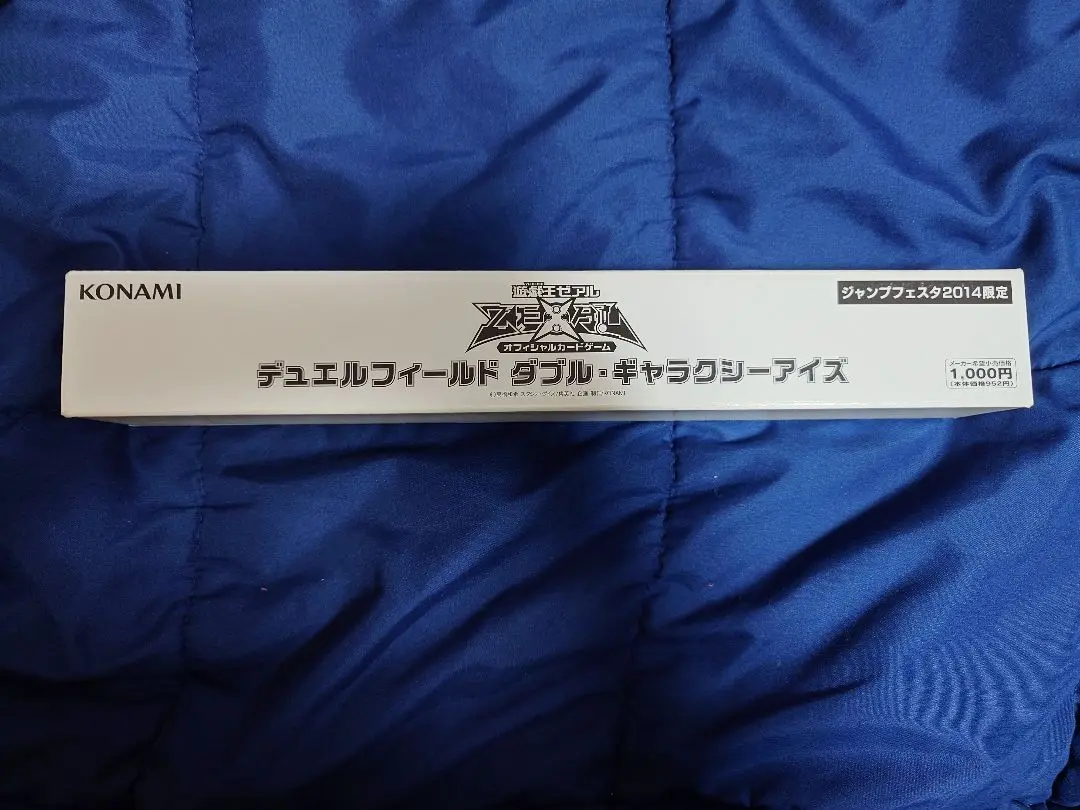 KONAMI
遊戯王ゼアル
ZEXAL
オフィシャルカードゲーム
デュエルフィールド ダブル・ギャラクシーアイズ
ジャンプフェスタ2014限定
メーカー希望小売価格
1,000円
(本体価格952円)